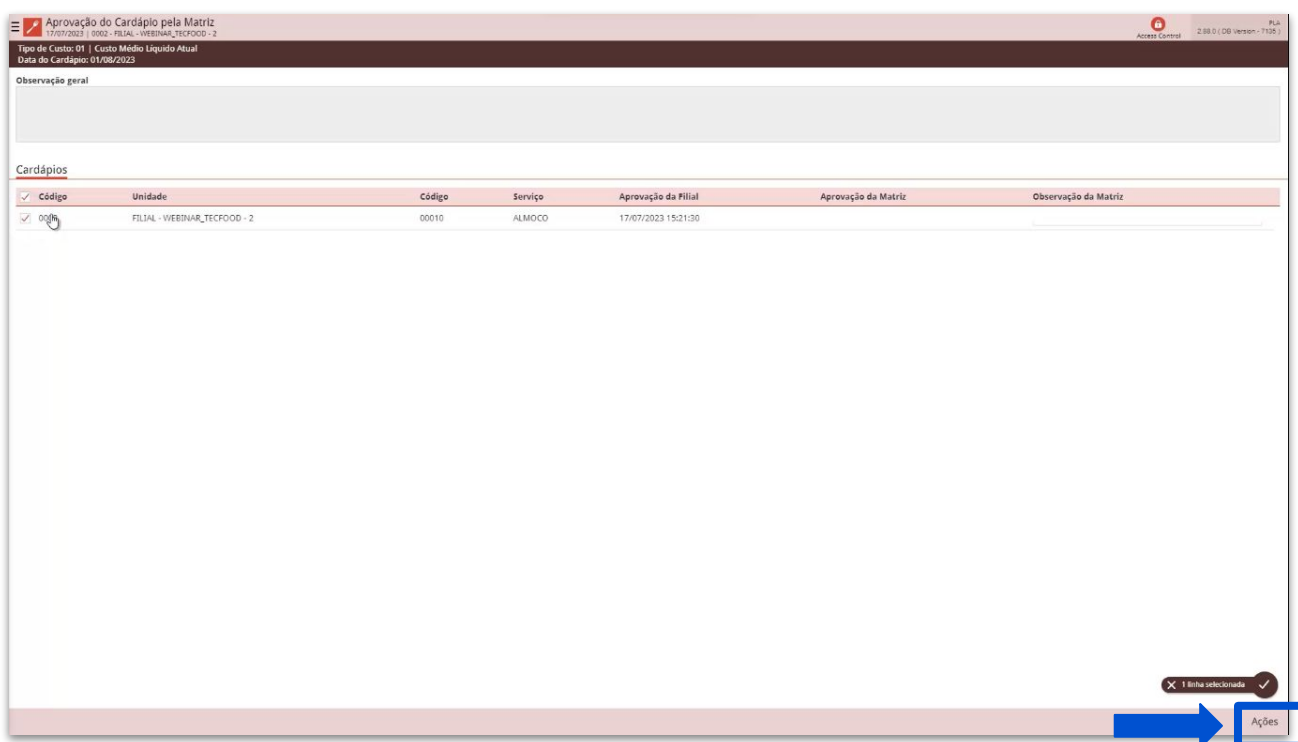 Aprovação do Cardápio pela Matriz
17/07/2023 | 0002 - FILIAL - WEBINAR_TECFOOD - 2
Access Control
PLA
2.88.0 ( DB Version - 7135 )
Tipo de Custo: 01 | Custo Médio Líquido Atual
Data do Cardápio: 01/08/2023
Observação geral
Cardápios
Código Unidade Código Serviço Aprovação da Filial Aprovação da Matriz Observação da Matriz
FILIAL - WEBINAR_TECFOOD - 2 00010 ALMOCO 17/07/2023 15:21:30
1 linha selecionada
Ações